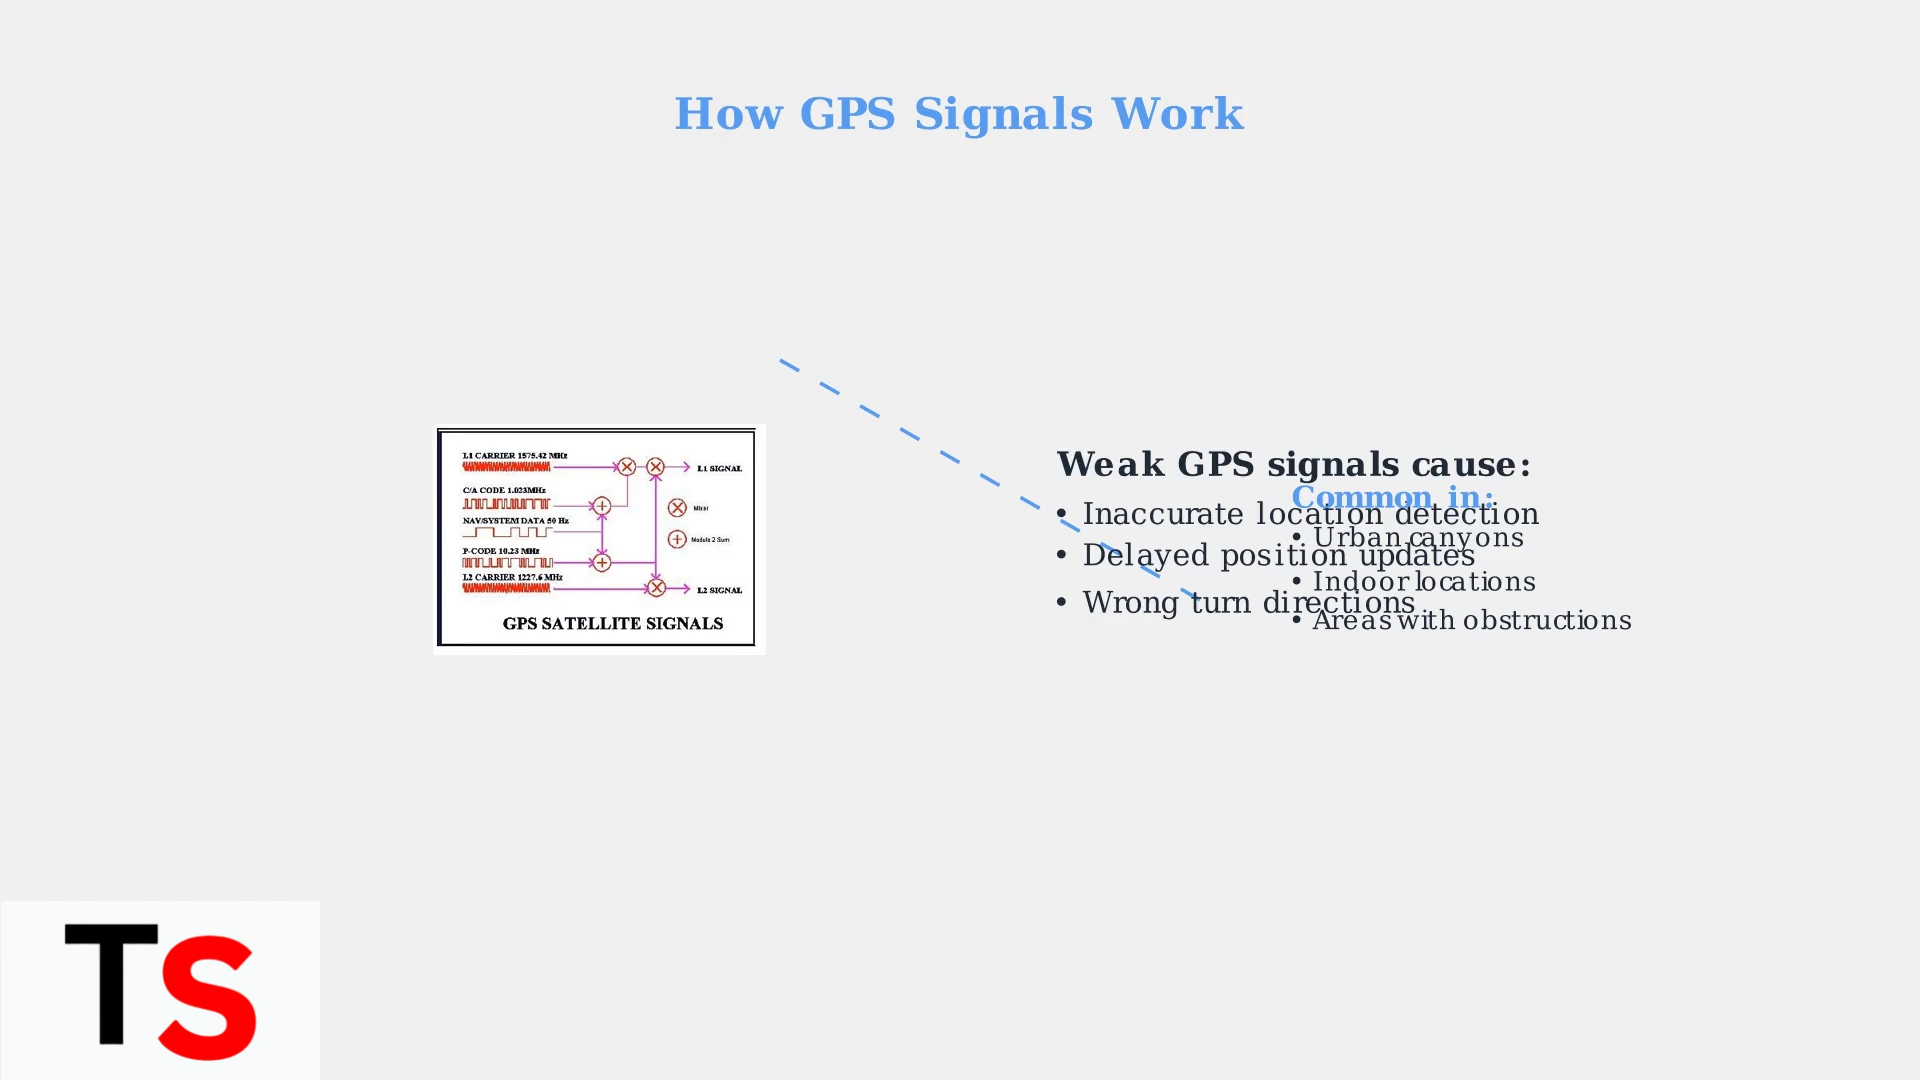 How GPS Signals Work
L1 CARRIER 1575.42 MHz
L1 SIGNAL
C/A CODE 1.023MHz
Mixer
NAV/SYSTEM DATA 50 Hz
Modulo 2 Sum
P-CODE 10.23 MHz
L2 CARRIER 1227.6 MHz
L2 SIGNAL
GPS SATELLITE SIGNALS
Weak GPS signals cause:
• Inaccurate location detection
• Delayed position updates
• Wrong turn directions
Common in:
• Urban canyons
• Indoor locations
• Areas with obstructions
TS